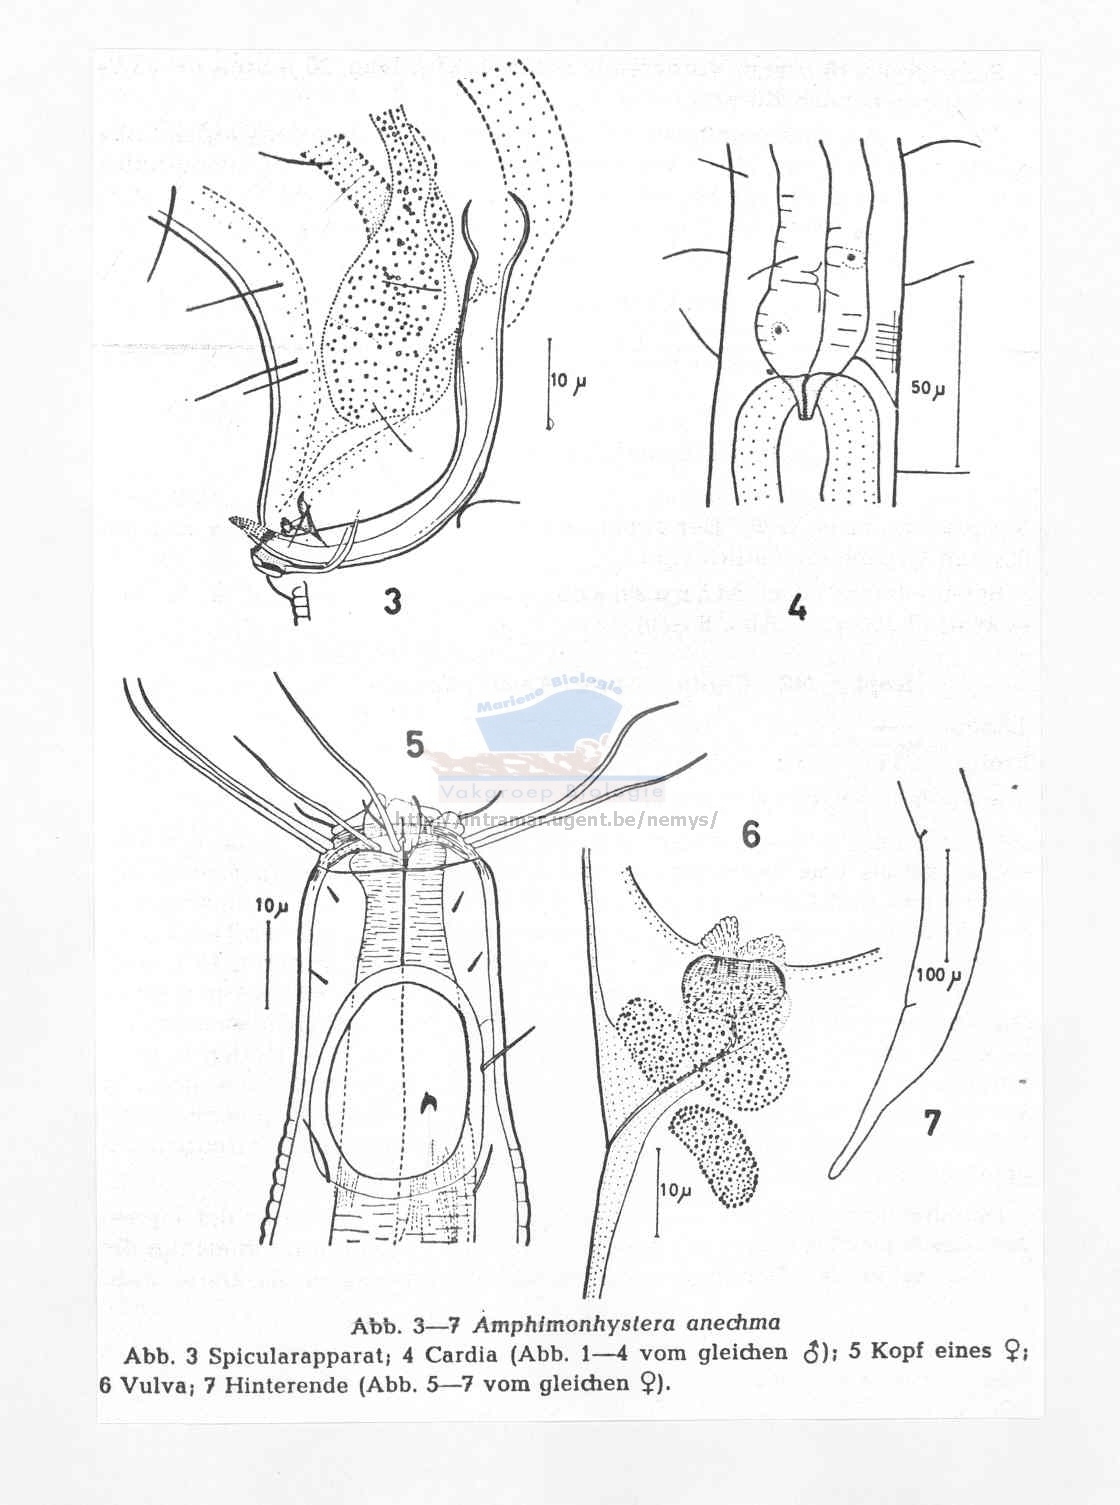 10 µ
50 µ
3
4
Mariene Biologie
5
Vakgroep Biologie
http://intramar.ugent.be/nemys/
6
10 µ
100 µ
7
10 µ
Abb. 3—7 Amphimonhystera anechma
Abb. 3 Spicularapparat; 4 Cardia (Abb. 1—4 vom gleichen ♂); 5 Kopf eines ♀;
6 Vulva; 7 Hinterende (Abb. 5—7 vom gleichen ♀).